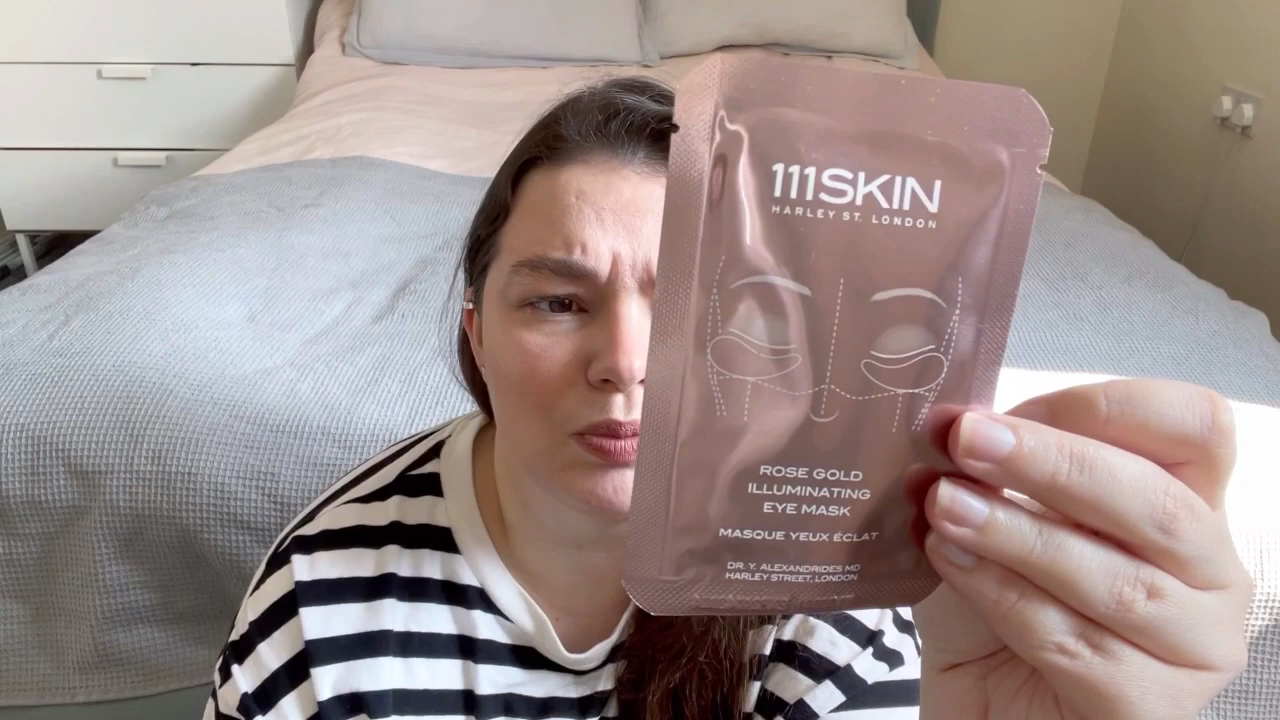 111SKIN
HARLEY ST. LONDON
ROSE GOLD
ILLUMINATING
EYE MASK
MASQUE YEUX ÉCLAT
DR. Y. ALEXANDRIDES MD
HARLEY STREET, LONDON